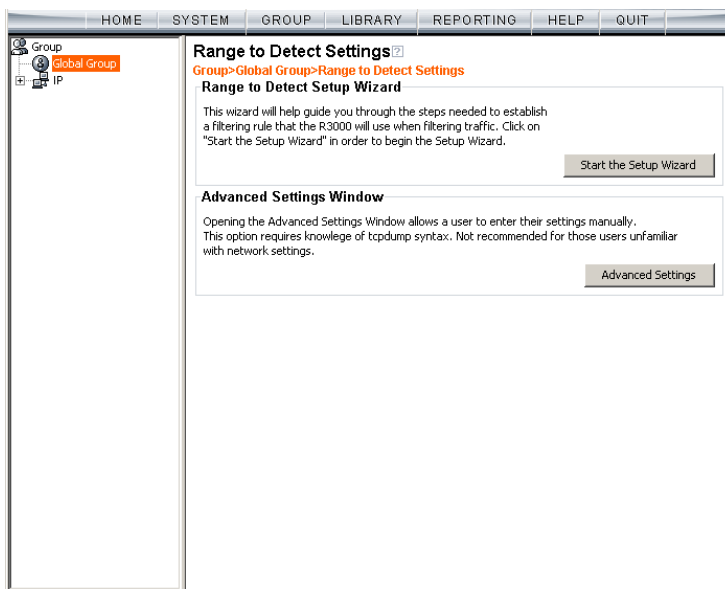 HOME SYSTEM GROUP LIBRARY REPORTING HELP QUIT
Group
Global Group
IP
Range to Detect Settings ?
Group>Global Group>Range to Detect Settings
Range to Detect Setup Wizard
This wizard will help guide you through the steps needed to establish
a filtering rule that the R3000 will use when filtering traffic. Click on
"Start the Setup Wizard" in order to begin the Setup Wizard.
Start the Setup Wizard
Advanced Settings Window
Opening the Advanced Settings Window allows a user to enter their settings manually.
This option requires knowlege of tcpdump syntax. Not recommended for those users unfamiliar
with network settings.
Advanced Settings